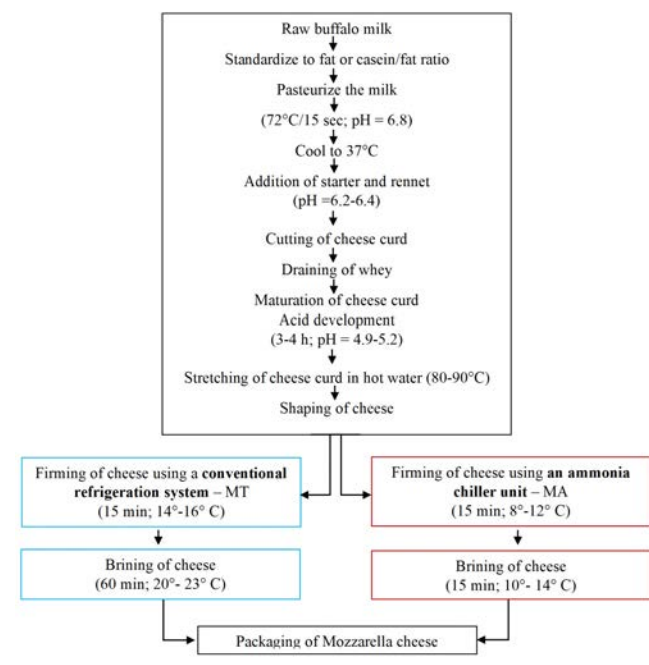 Raw buffalo milk
Standardize to fat or casein/fat ratio
Pasteurize the milk
(72°C/15 sec; pH = 6.8)
Cool to 37°C
Addition of starter and rennet
(pH =6.2-6.4)
Cutting of cheese curd
Draining of whey
Maturation of cheese curd
Acid development
(3-4 h; pH = 4.9-5.2)
Stretching of cheese curd in hot water (80-90°C)
Shaping of cheese
Firming of cheese using a conventional
refrigeration system – MT
(15 min; 14°-16° C)
Firming of cheese using an ammonia
chiller unit – MA
(15 min; 8°-12° C)
Brining of cheese
(60 min; 20°- 23° C)
Brining of cheese
(15 min; 10°- 14° C)
Packaging of Mozzarella cheese